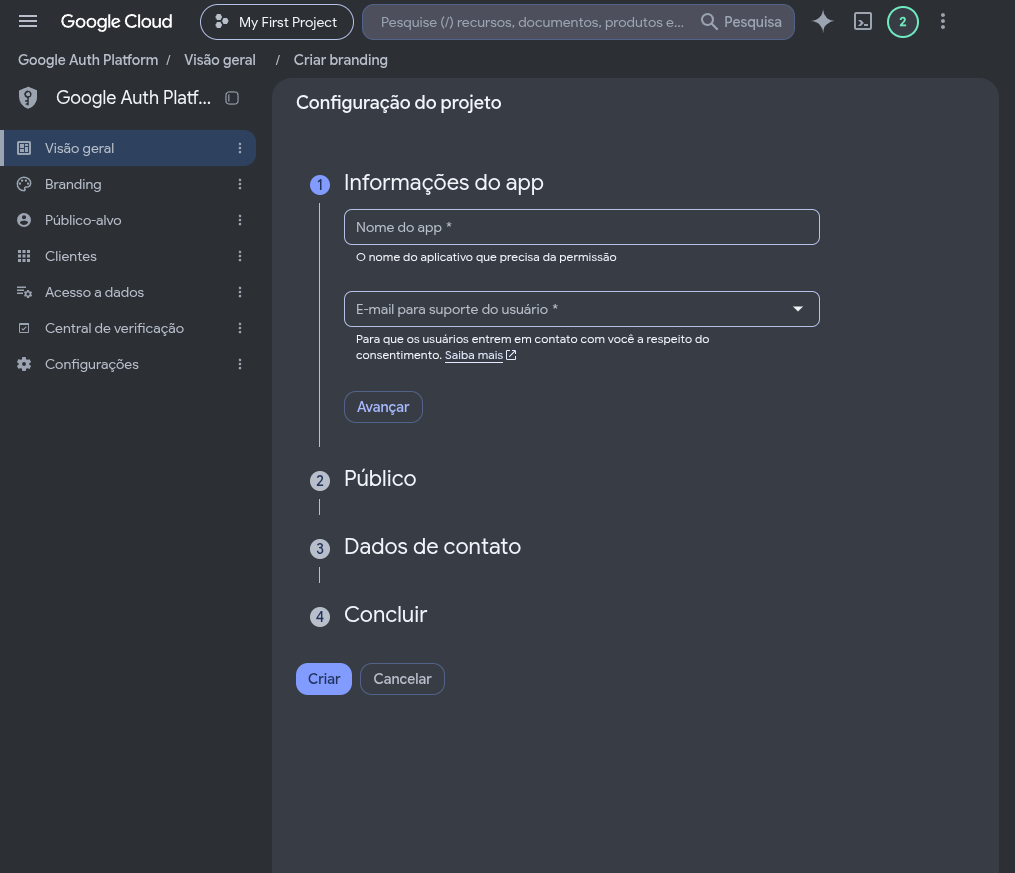 Google Cloud
My First Project
Pesquise (/) recursos, documentos, produtos e...
Pesquisa
2
Google Auth Platform / Visão geral / Criar branding
Google Auth Platf...
Configuração do projeto
Visão geral
Branding
Público-alvo
Clientes
Acesso a dados
Central de verificação
Configurações
1 Informações do app
Nome do app *
O nome do aplicativo que precisa da permissão
E-mail para suporte do usuário *
Para que os usuários entrem em contato com você a respeito do
consentimento. Saiba mais
Avançar
2 Público
3 Dados de contato
4 Concluir
Criar
Cancelar